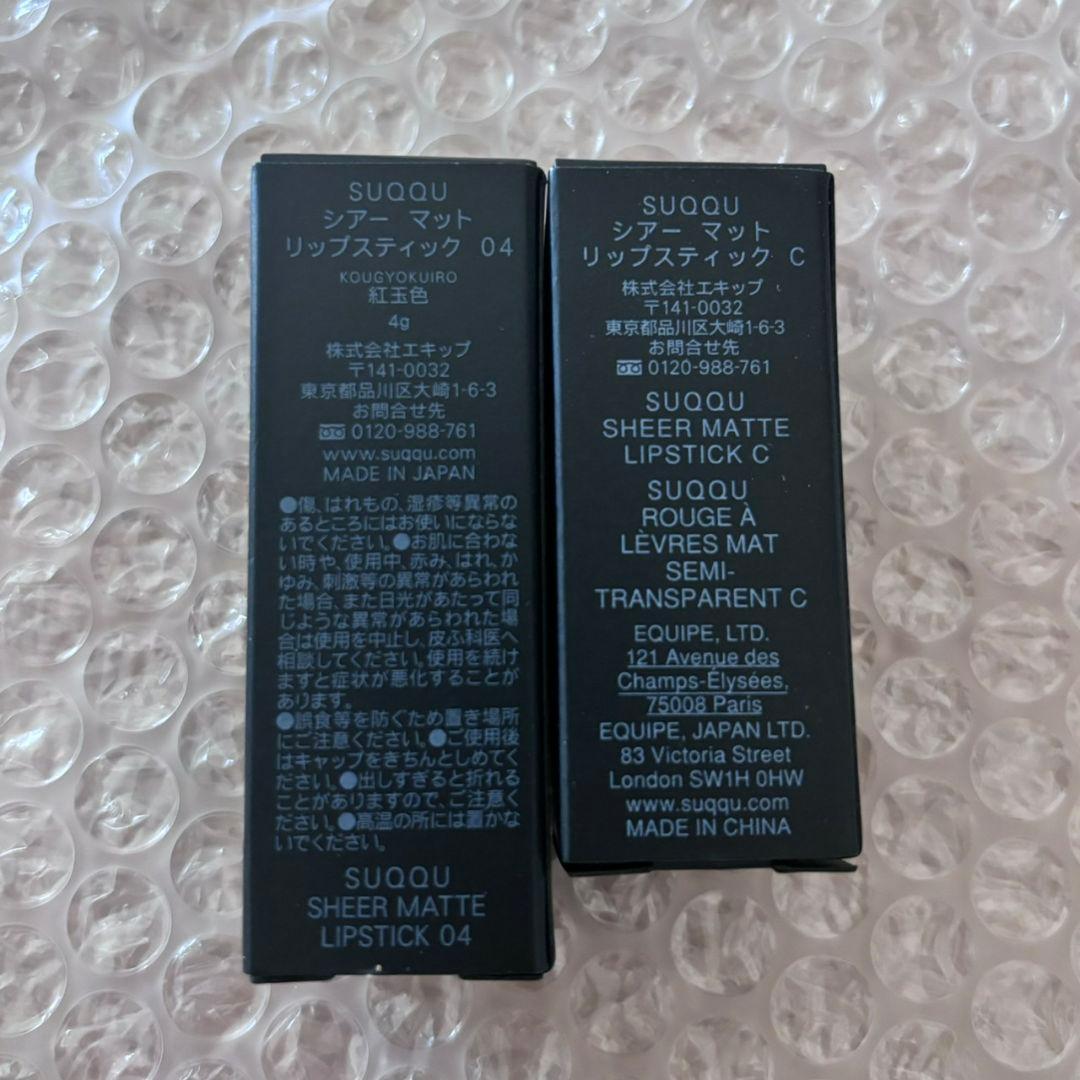 SUQQU
シアー マット
リップスティック 04
KOUGYOKUIRO
紅玉色
4g
株式会社エキップ
〒141-0032
東京都品川区大崎1-6-3
お問合せ先
0120-988-761
www.suqqu.com
MADE IN JAPAN
●傷、はれもの、湿疹等異常の
あるところにはお使いにならな
いでください。●お肌に合わな
い時や、使用中、赤み、はれ、か
ゆみ、刺激等の異常があらわれ
た場合、また日光があたって同
じような異常があらわれた場
合は使用を中止し、皮ふ科医へ
相談してください。使用を続け
ますと症状が悪化することが
あります。
●誤食等を防ぐため置き場所
にご注意ください。●ご使用後
はキャップをきちんとしめてく
ださい。●出しすぎると折れる
ことがありますので、ご注意く
ださい。●高温の所には置かな
いでください。
SUQQU
SHEER MATTE
LIPSTICK 04
SUQQU
シアー マット
リップスティック C
株式会社エキップ
〒141-0032
東京都品川区大崎1-6-3
お問合せ先
0120-988-761
SUQQU
SHEER MATTE
LIPSTICK C
SUQQU
ROUGE À
LÈVRES MAT
SEMI-
TRANSPARENT C
EQUIPE, LTD.
121 Avenue des
Champs-Élysées,
75008 Paris
EQUIPE, JAPAN LTD.
83 Victoria Street
London SW1H 0HW
www.suqqu.com
MADE IN CHINA